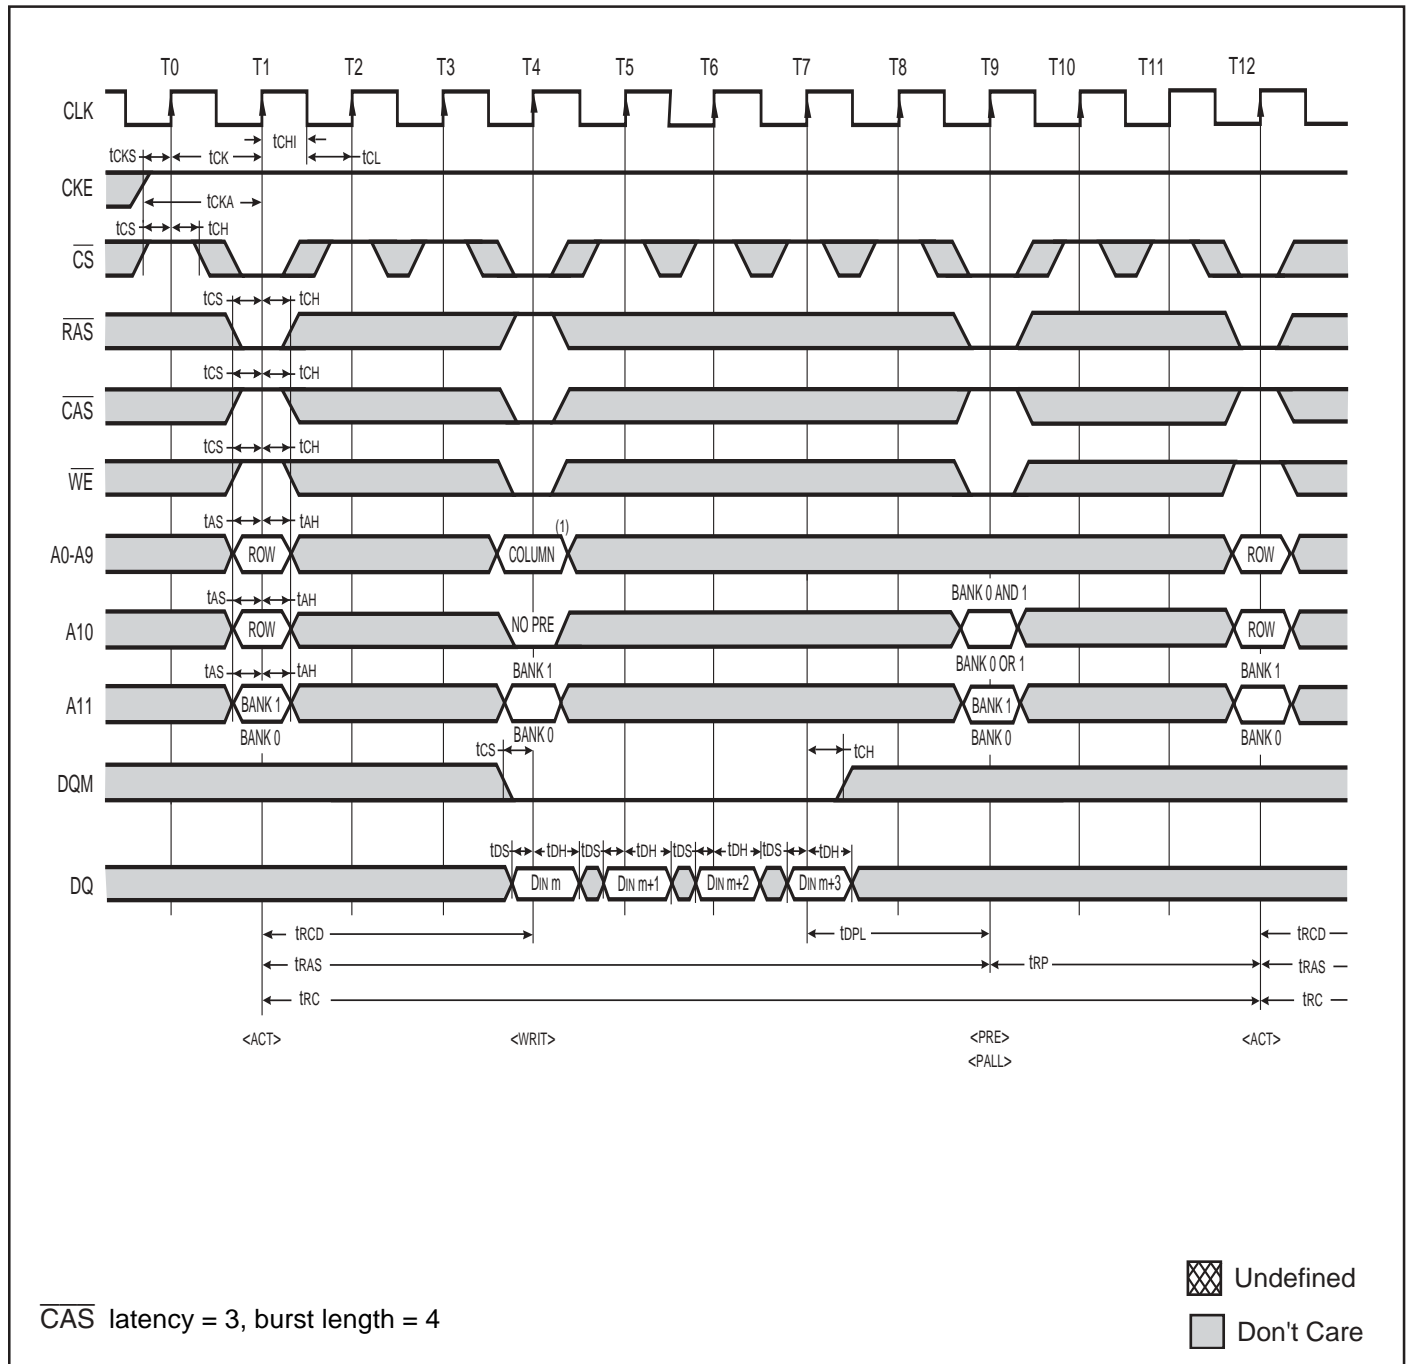 T0 T1 T2 T3 T4 T5 T6 T7 T8 T9 T10 T11 T12
CLK
tCHI
tCKS tCK tCL
CKE
tCKA
tCS tCH
CS
tCS tCH
RAS
tCS tCH
CAS
tCS tCH
WE
tAS tAH (1)
A0-A9 ROW COLUMN ROW
tAS tAH BANK 0 AND 1
A10 ROW NO PRE ROW
BANK 0 OR 1
tAS tAH BANK 1 BANK 1
A11 BANK 1 BANK 1
BANK 0 BANK 0 BANK 0 BANK 0
tCS tCH
DQM
tDS tDH tDS tDH tDS tDH tDS tDH
DQ DIN m DIN m+1 DIN m+2 DIN m+3
tRCD tDPL tRCD
tRAS tRP tRAS
tRC tRC
<ACT> <WRIT> <PRE> <ACT>
<PALL>
Undefined
CAS latency = 3, burst length = 4
Don't Care